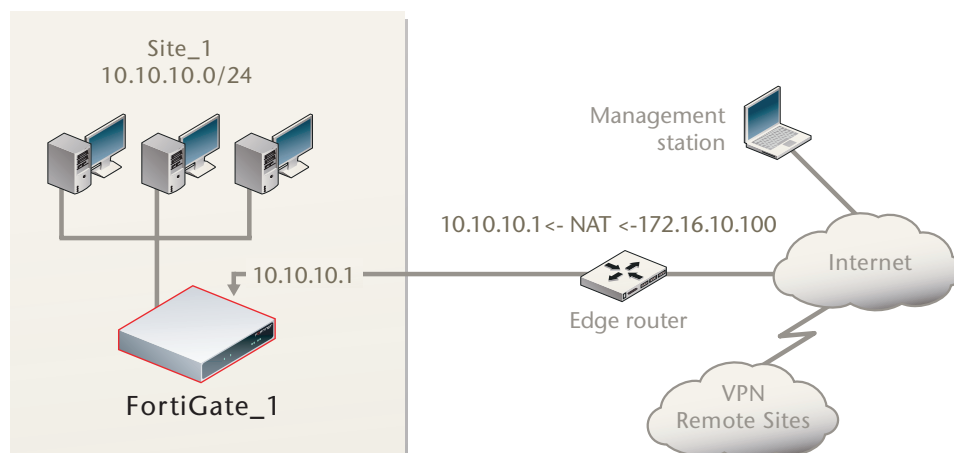 Site_1
10.10.10.0/24
Management
station
10.10.10.1<- NAT <-172.16.10.100
Internet
10.10.10.1
Edge router
FortiGate_1
VPN
Remote Sites